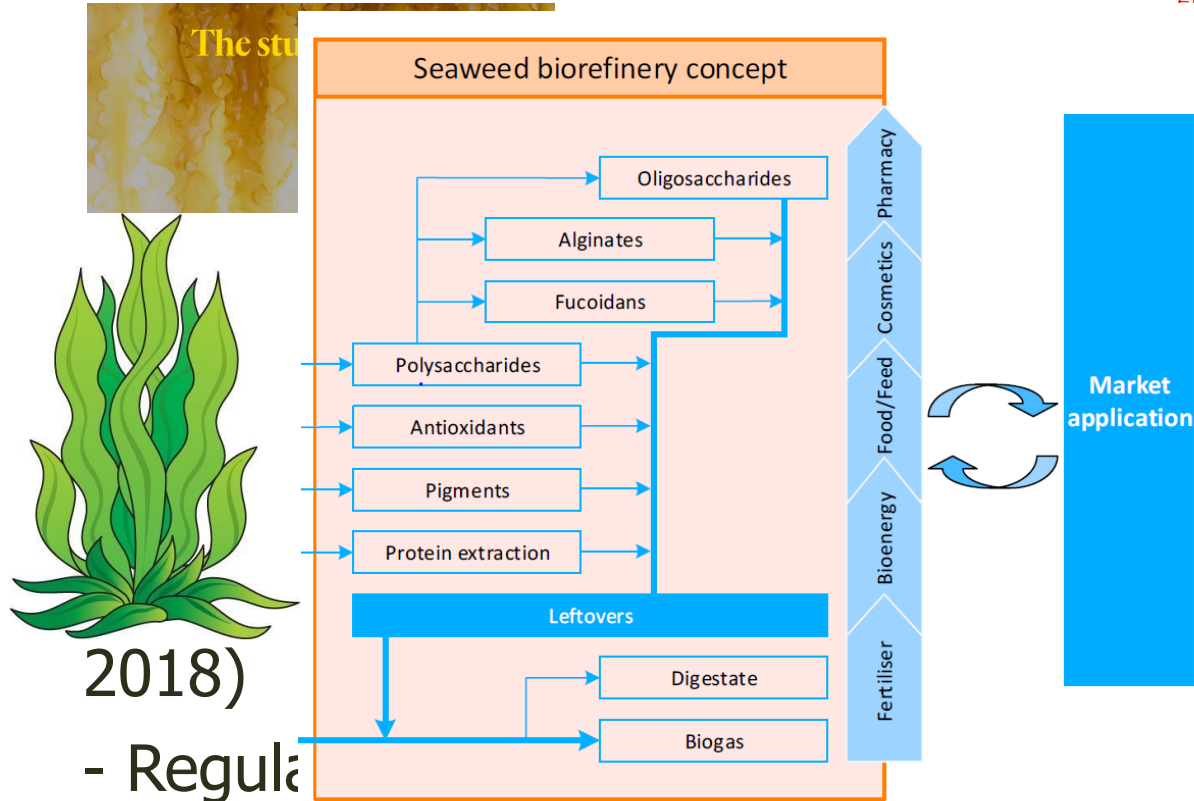 The stu
Seaweed biorefinery concept
Oligosaccharides
Alginates
Fucoidans
Polysaccharides
Antioxidants
Pigments
Protein extraction
Leftovers
Digestate
Biogas
Pharmacy
Cosmetics
Food/Feed
Bioenergy
Fertiliser
Market
application
2018)
- Regula